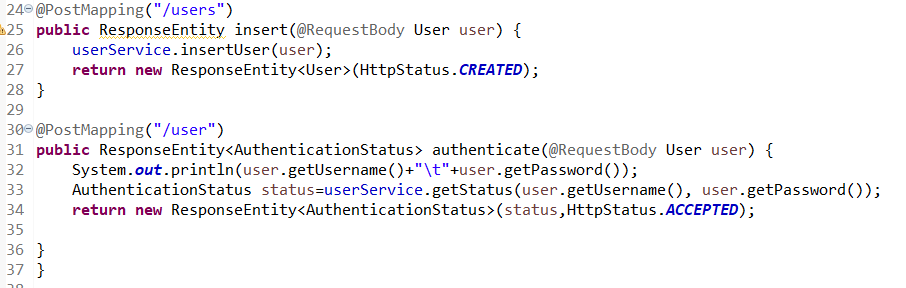 24 @PostMapping("/users")
25 public ResponseEntity insert(@RequestBody User user) {
26     userService.insertUser(user);
27     return new ResponseEntity<User>(HttpStatus.CREATED);
28 }
29
30 @PostMapping("/user")
31 public ResponseEntity<AuthenticationStatus> authenticate(@RequestBody User user) {
32     System.out.println(user.getUsername()+"\t"+user.getPassword());
33     AuthenticationStatus status=userService.getStatus(user.getUsername(), user.getPassword());
34     return new ResponseEntity<AuthenticationStatus>(status,HttpStatus.ACCEPTED);
35
36 }
37 }